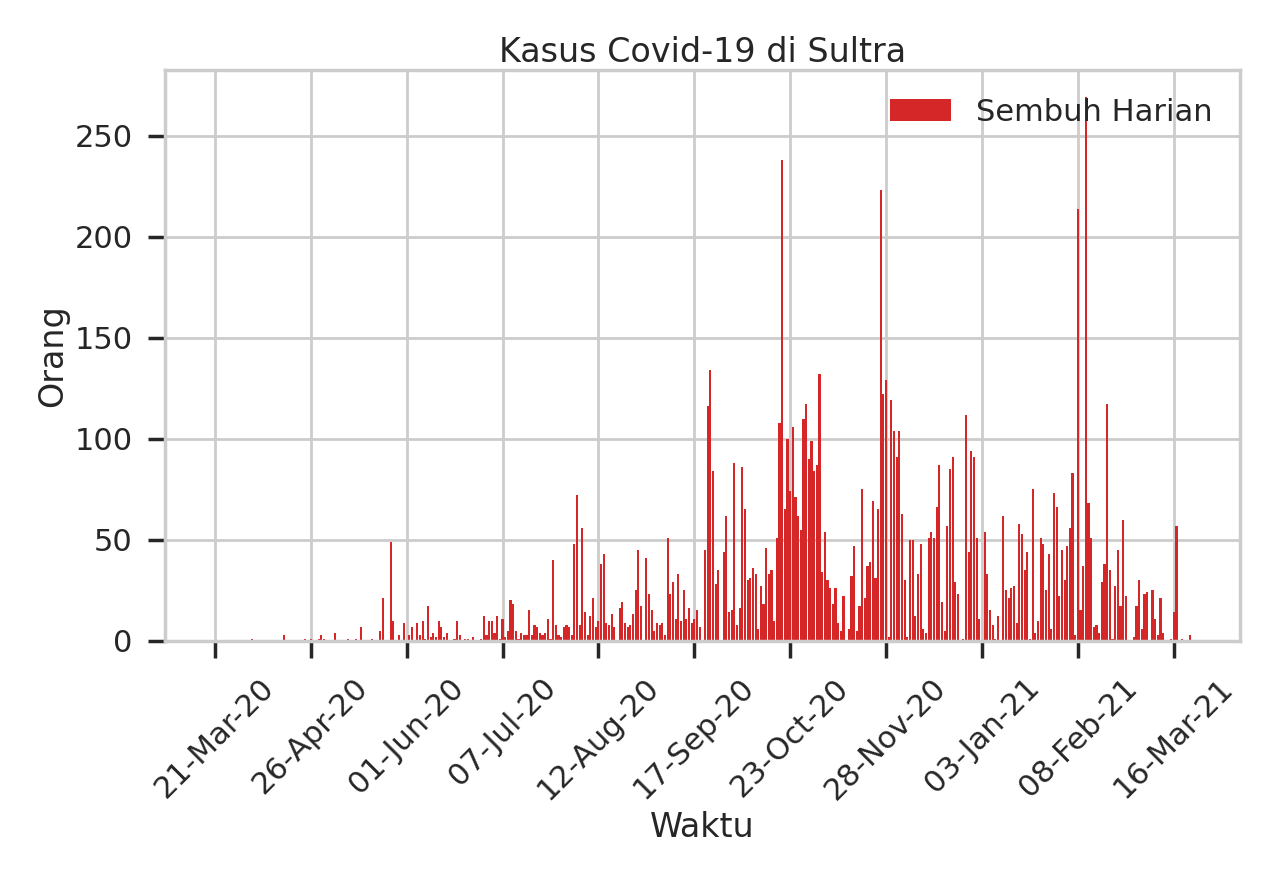 Kasus Covid-19 di Sultra
Sembuh Harian
Orang
250
200
150
100
50
0
21-Mar-20
26-Apr-20
01-Jun-20
07-Jul-20
12-Aug-20
17-Sep-20
23-Oct-20
28-Nov-20
03-Jan-21
08-Feb-21
16-Mar-21
Waktu